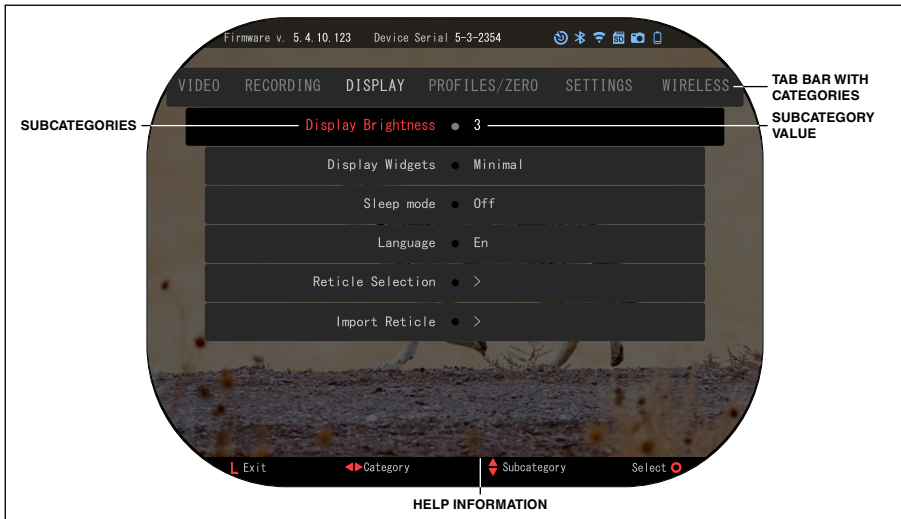 Firmware v. 5.4.10.123 Device Serial 5-3-2354 SD
VIDEO RECORDING DISPLAY PROFILES/ZERO SETTINGS WIRELESS
TAB BAR WITH
CATEGORIES
SUBCATEGORIES
Display Brightness 3
SUBCATEGORY
VALUE
Display Widgets Minimal
Sleep mode Off
Language En
Reticle Selection >
Import Reticle >
L Exit Category Subcategory Select
HELP INFORMATION